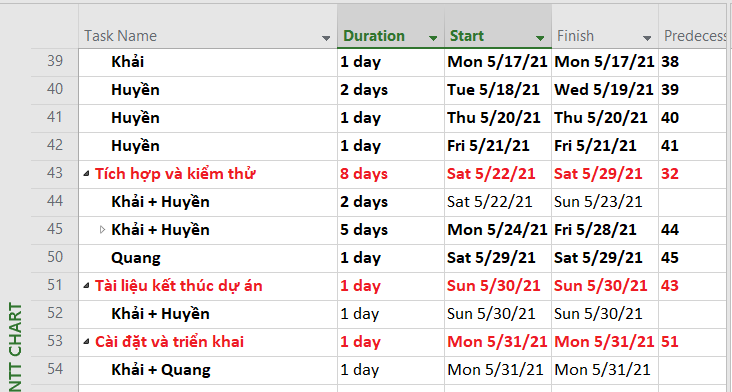 Task Name Duration Start Finish Predecess
39 Khải 1 day Mon 5/17/21 Mon 5/17/21 38
40 Huyền 2 days Tue 5/18/21 Wed 5/19/21 39
41 Huyền 1 day Thu 5/20/21 Thu 5/20/21 40
42 Huyền 1 day Fri 5/21/21 Fri 5/21/21 41
43 Tích hợp và kiểm thử 8 days Sat 5/22/21 Sat 5/29/21 32
44 Khải + Huyền 2 days Sat 5/22/21 Sun 5/23/21
45 Khải + Huyền 5 days Mon 5/24/21 Fri 5/28/21 44
50 Quang 1 day Sat 5/29/21 Sat 5/29/21 45
51 Tài liệu kết thúc dự án 1 day Sun 5/30/21 Sun 5/30/21 43
52 Khải + Huyền 1 day Sun 5/30/21 Sun 5/30/21
53 Cài đặt và triển khai 1 day Mon 5/31/21 Mon 5/31/21 51
54 Khải + Quang 1 day Mon 5/31/21 Mon 5/31/21
NTT CHART